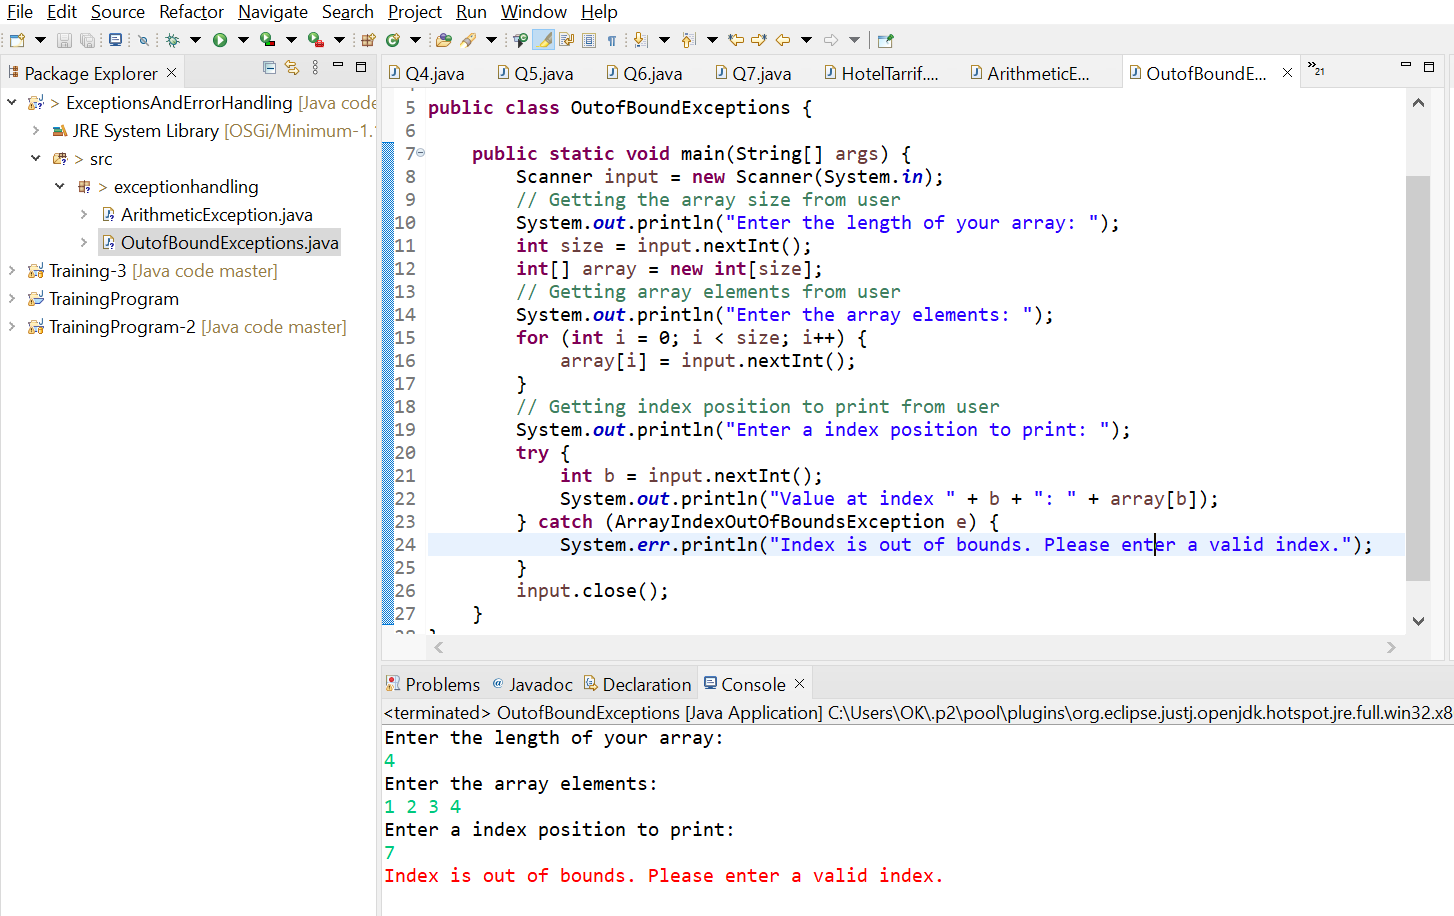 File Edit Source Refactor Navigate Search Project Run Window Help
Package Explorer
ExceptionsAndErrorHandling [Java code
JRE System Library [OSGi/Minimum-1.
src
exceptionhandling
ArithmeticException.java
OutofBoundExceptions.java
Training-3 [Java code master]
TrainingProgram
TrainingProgram-2 [Java code master]
Q4.java Q5.java Q6.java Q7.java HotelTarrif.... ArithmeticE... OutofBoundE... »21
5 public class OutofBoundExceptions {
6
7 public static void main(String[] args) {
8 Scanner input = new Scanner(System.in);
9 // Getting the array size from user
10 System.out.println("Enter the length of your array: ");
11 int size = input.nextInt();
12 int[] array = new int[size];
13 // Getting array elements from user
14 System.out.println("Enter the array elements: ");
15 for (int i = 0; i < size; i++) {
16 array[i] = input.nextInt();
17 }
18 // Getting index position to print from user
19 System.out.println("Enter a index position to print: ");
20 try {
21 int b = input.nextInt();
22 System.out.println("Value at index " + b + ": " + array[b]);
23 } catch (ArrayIndexOutOfBoundsException e) {
24 System.err.println("Index is out of bounds. Please enter a valid index.");
25 }
26 input.close();
27 }
Problems Javadoc Declaration Console
<terminated> OutofBoundExceptions [Java Application] C:\Users\OK\.p2\pool\plugins\org.eclipse.justj.openjdk.hotspot.jre.full.win32.x8
Enter the length of your array:
4
Enter the array elements:
1 2 3 4
Enter a index position to print:
7
Index is out of bounds. Please enter a valid index.